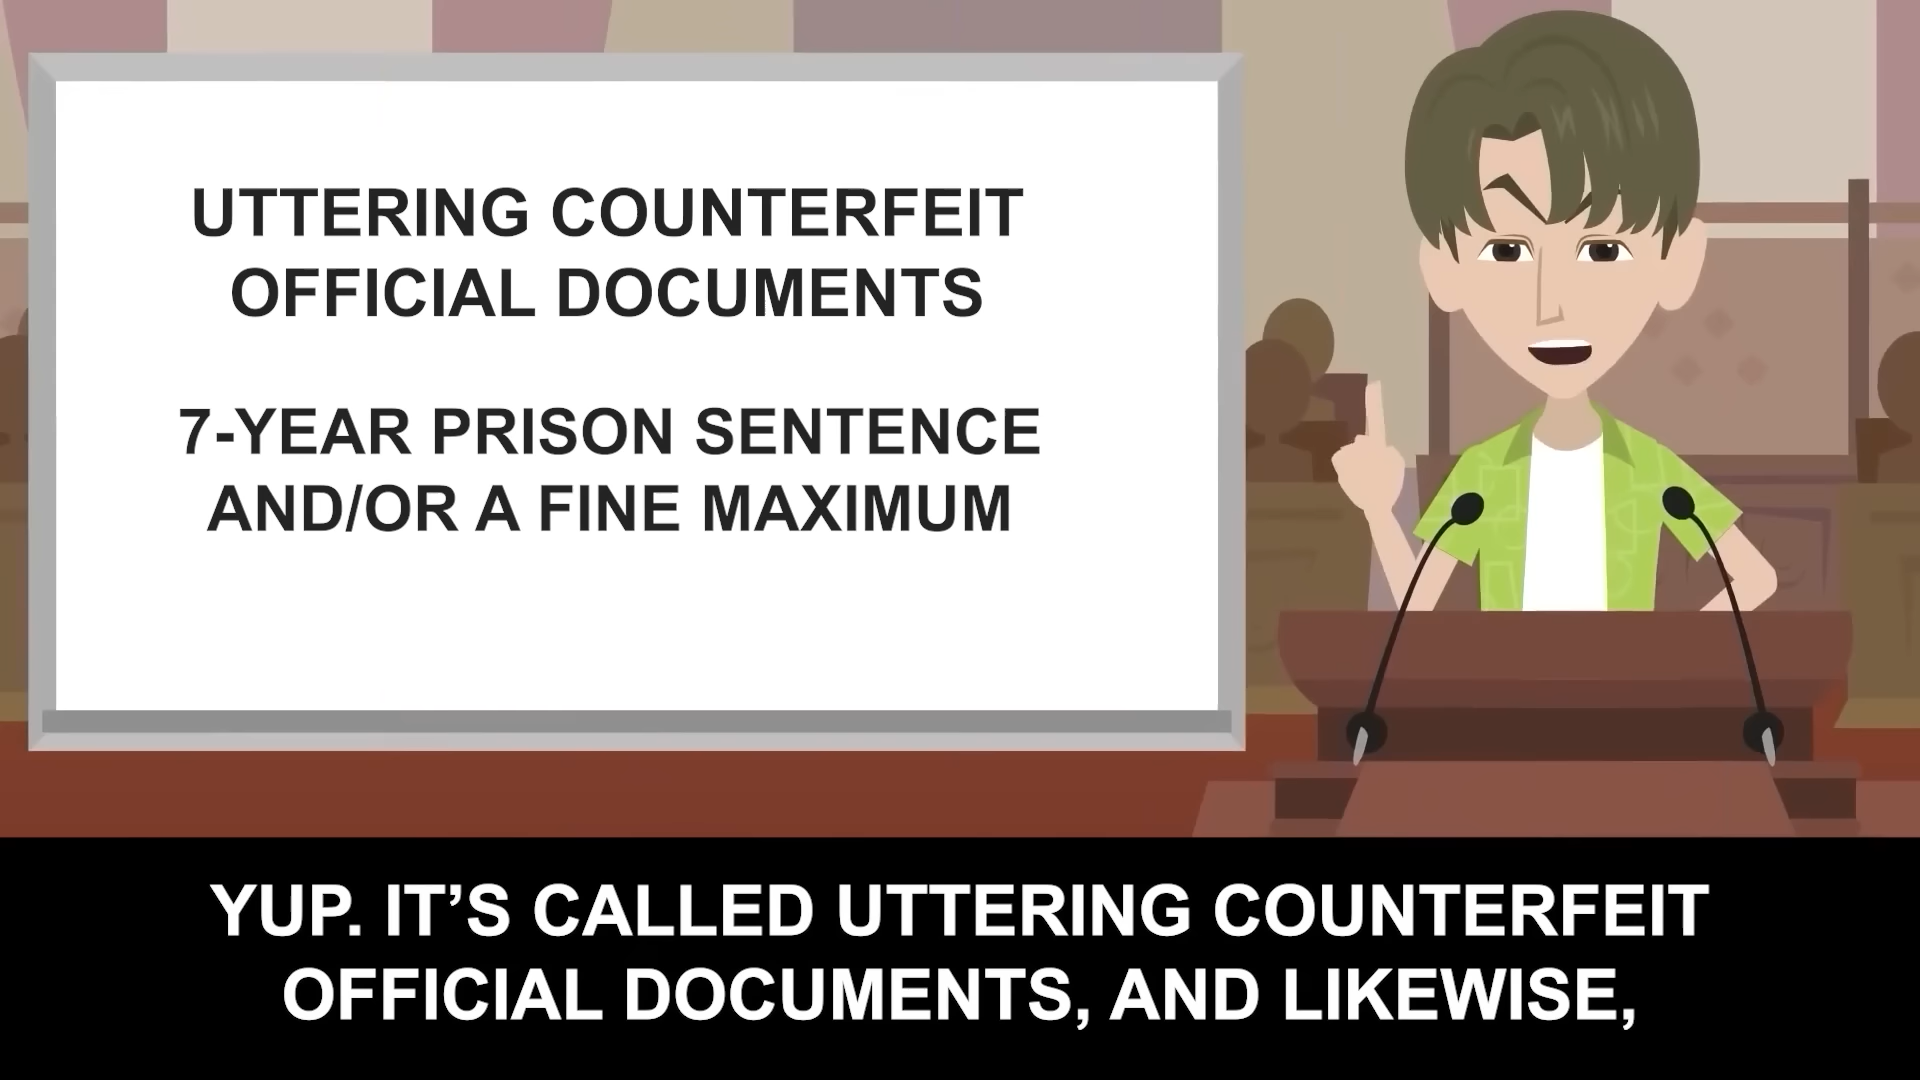 UTTERING COUNTERFEIT
OFFICIAL DOCUMENTS
7-YEAR PRISON SENTENCE
AND/OR A FINE MAXIMUM
YUP. IT’S CALLED UTTERING COUNTERFEIT
OFFICIAL DOCUMENTS, AND LIKEWISE,